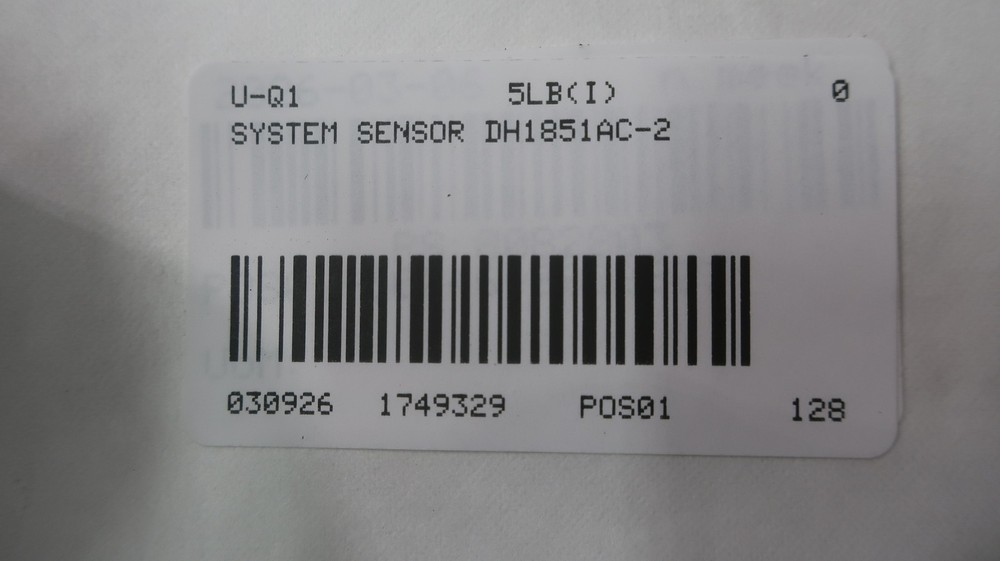 U-Q1 5LB(I) 0
SYSTEM SENSOR DH1851AC-2
030926 1749329 POS01 128